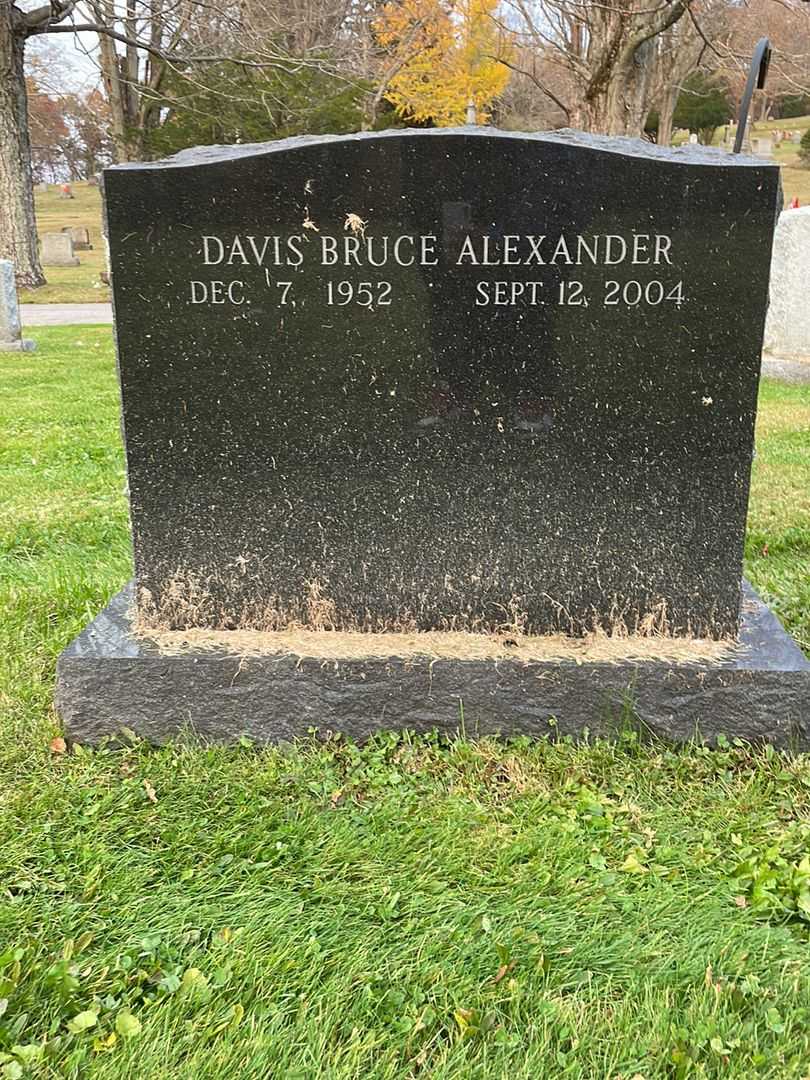 DAVIS BRUCE ALEXANDER
DEC. 7, 1952 SEPT. 12, 2004